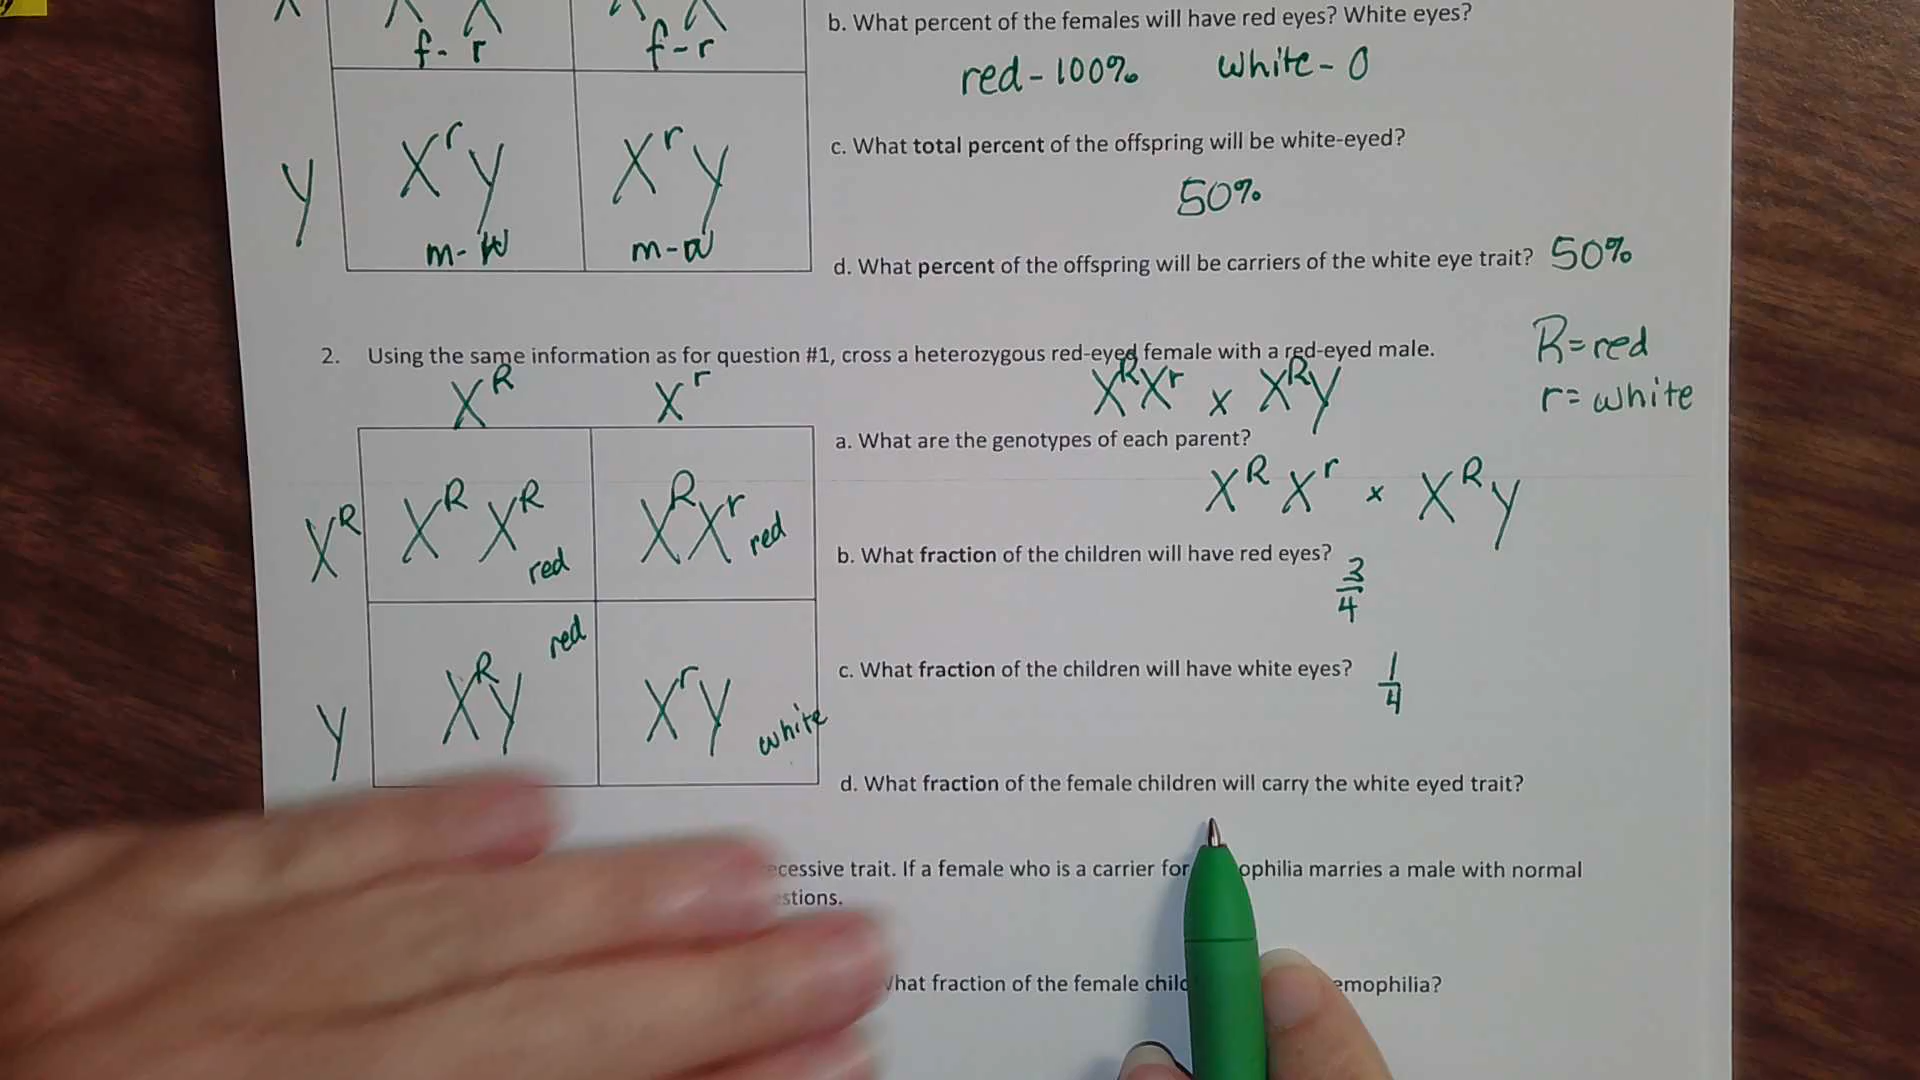 f- r
f-r
b. What percent of the females will have red eyes? White eyes?
red - 100% white - 0
y
X^r y
m-w
X^r y
m-w
c. What total percent of the offspring will be white-eyed?
50%
d. What percent of the offspring will be carriers of the white eye trait? 50%
2. Using the same information as for question #1, cross a heterozygous red-eyed female with a red-eyed male.
R=red
r=white
X^R X^r
X^R X^r x X^R y
X^R
X^R X^R
red
X^R X^r
red
y
X^R y
red
X^r y
white
a. What are the genotypes of each parent?
X^R X^r x X^R y
b. What fraction of the children will have red eyes?
3/4
c. What fraction of the children will have white eyes?
1/4
d. What fraction of the female children will carry the white eyed trait?
trait. If a female who is a carrier for marries a male with normal
What fraction of the female